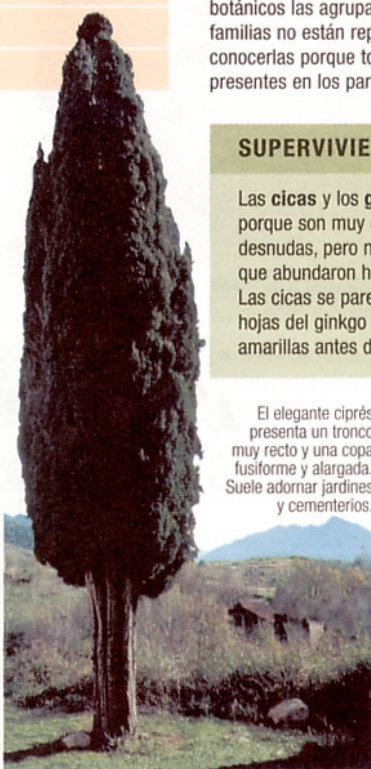 botánicos las agrupa
familias no están rep
conocerlas porque to
presentes en los par
SUPERVIVIE
Las cicas y los g
porque son muy
desnudas, pero n
que abundaron h
Las cicas se pare
hojas del ginkgo
amarillas antes d
El elegante ciprés
presenta un tronco
muy recto y una copa
fusiforme y alargada.
Suele adornar jardines
y cementerios.